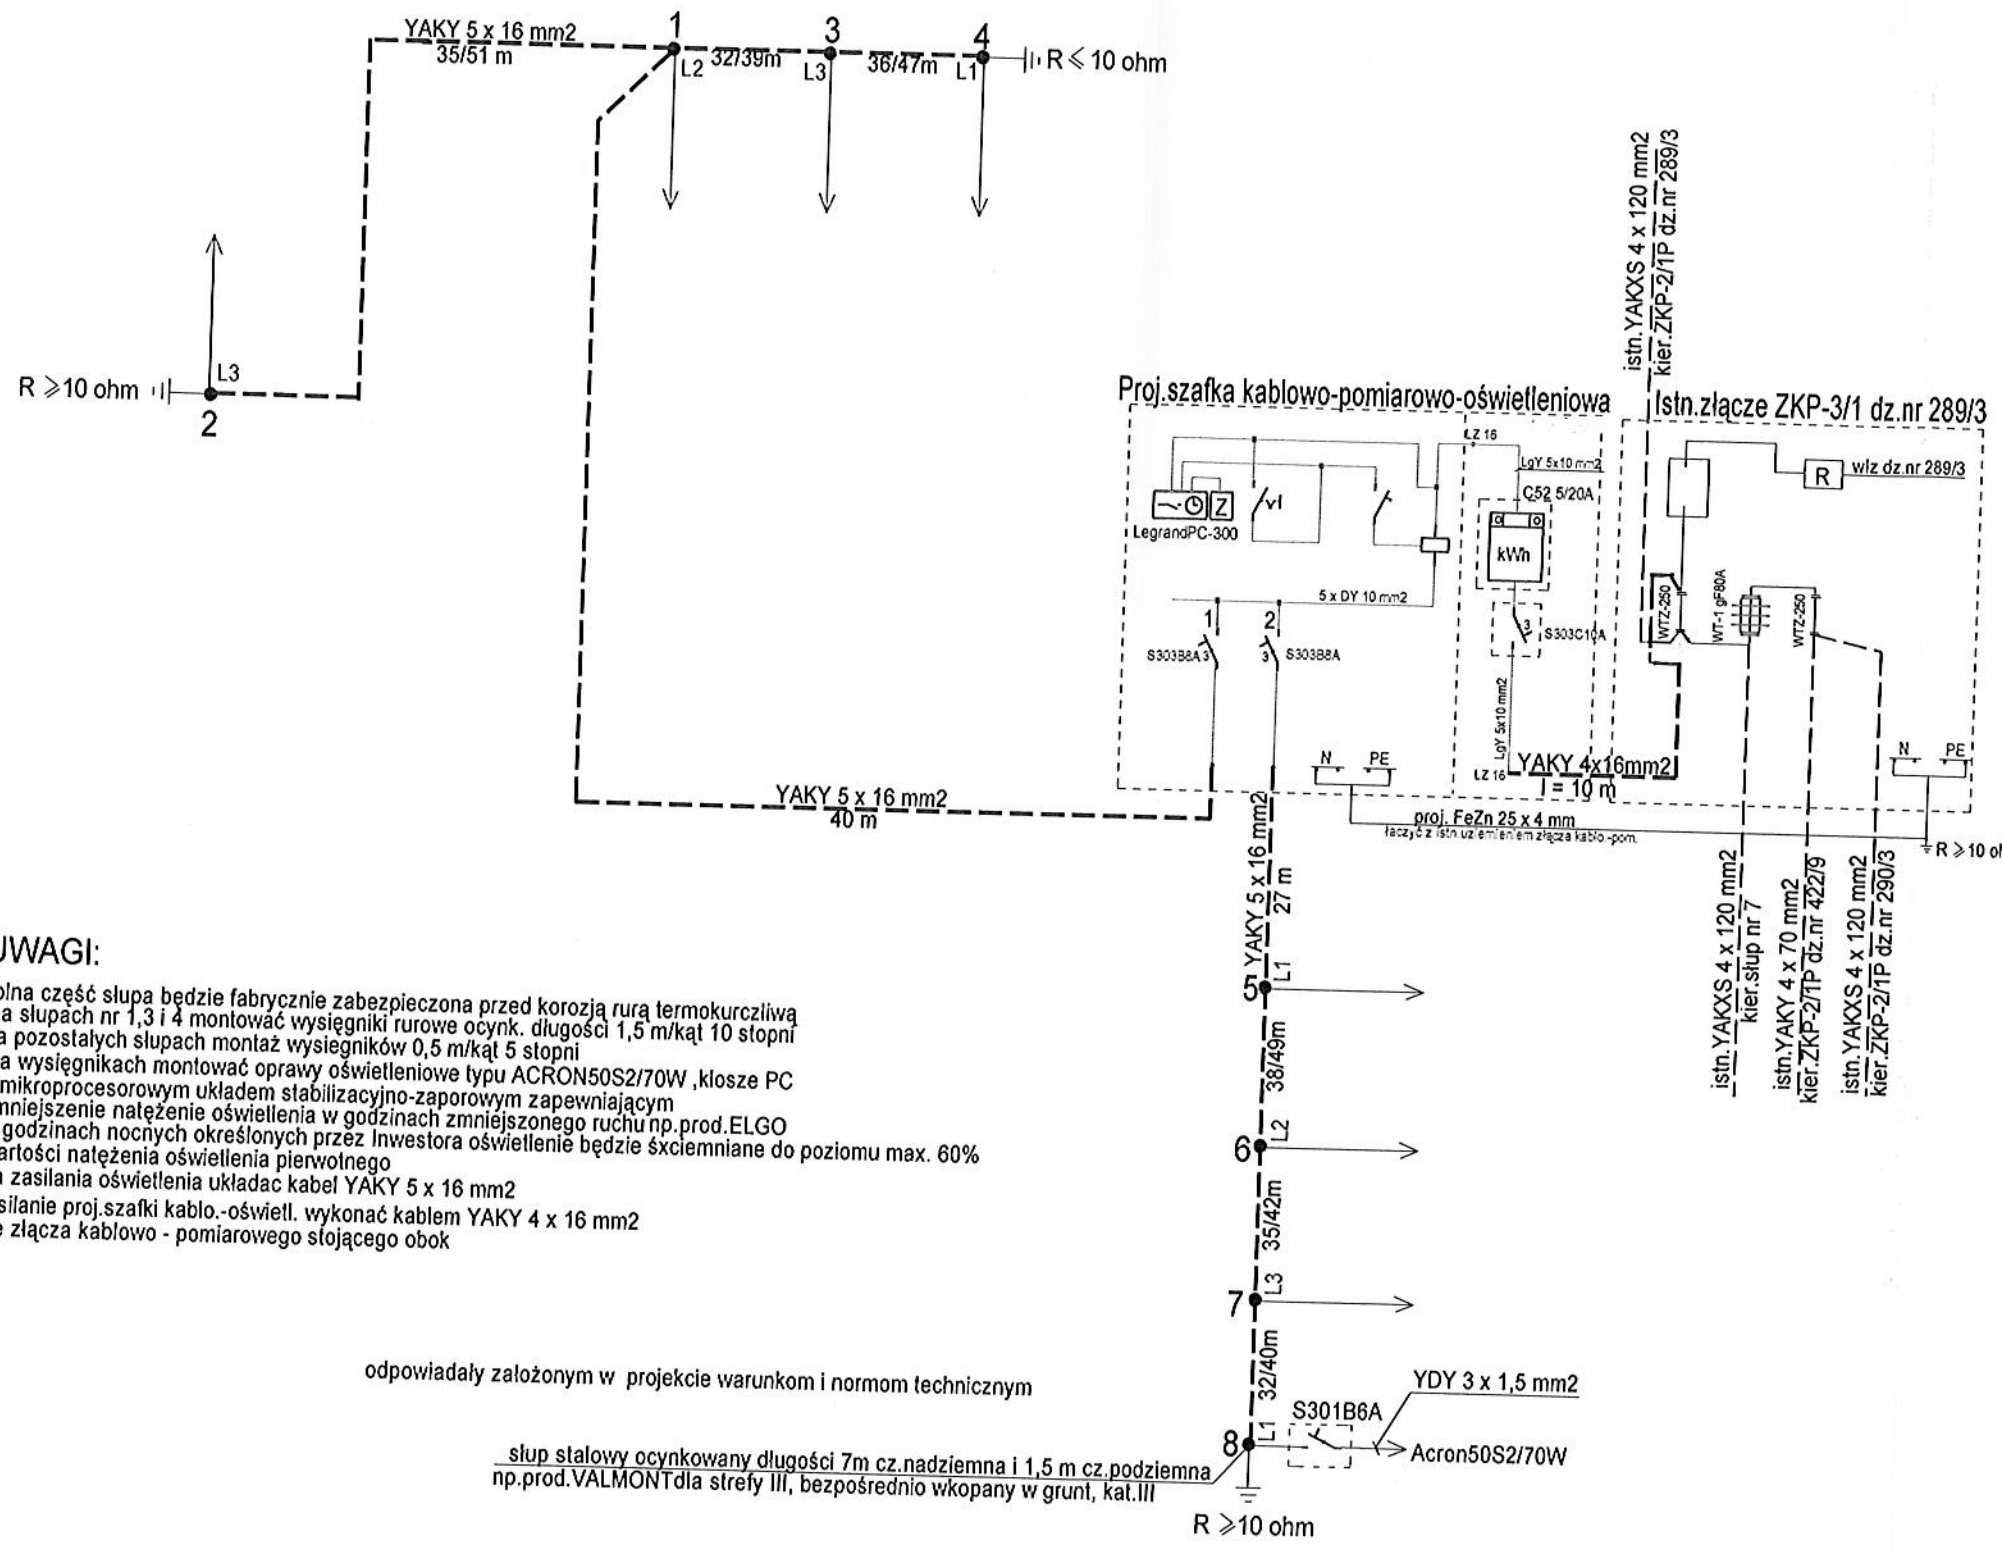 YAKY 5 x 16 mm2
35/51 m
1
L2
32/39m
3
L3
36/47m
4
L1
R ⩽ 10 ohm
L3
R ⩾10 ohm
2
istn.YAKXS 4 x 120 mm2
kier.ZKP-2/1P dz.nr 289/3
Proj.szafka kablowo-pomiarowo-oświetleniowa
Istn.złącze ZKP-3/1 dz.nr 289/3
LZ 16
LgY 5x10 mm2
C52 5/20A
kWh
R
wlz dz.nr 289/3
Z
LegrandPC-300
vł
5 x DY 10 mm2
1
S303B8A
3
2
3
S303B8A
3
S303C10A
LgY 5x10 mm2
WTZ-250
WT-1 gF80A
WTZ-250
N
PE
LZ 16
YAKY 4x16mm2
l = 10 m
N
PE
YAKY 5 x 16 mm2
40 m
proj. FeZn 25 x 4 mm
łączyć z istn.uziemieniem złącza kablo.-pom.
R ⩾ 10 oh
YAKY 5 x 16 mm2
27 m
istn.YAKXS 4 x 120 mm2
kier.słup nr 7
istn.YAKY 4 x 70 mm2
kier.ZKP-2/1P dz.nr 422/9
istn.YAKXS 4 x 120 mm2
kier.ZKP-2/1P dz.nr 290/3
5
L1
38/49m
6
L2
35/42m
7
L3
32/40m
8
L1
UWAGI:
olna część słupa będzie fabrycznie zabezpieczona przed korozją rurą termokurczliwą
a słupach nr 1,3 i 4 montować wysięgniki rurowe ocynk. długości 1,5 m/kąt 10 stopni
a pozostałych słupach montaż wysiegników 0,5 m/kąt 5 stopni
a wysięgnikach montować oprawy oświetleniowe typu ACRON50S2/70W ,klosze PC
mikroprocesorowym układem stabilizacyjno-zaporowym zapewniającym
mniejszenie natężenie oświetlenia w godzinach zmniejszonego ruchu np.prod.ELGO
godzinach nocnych określonych przez Inwestora oświetlenie będzie śxciemniane do poziomu max. 60%
artości natężenia oświetlenia pierwotnego
zasilania oświetlenia układac kabel YAKY 5 x 16 mm2
silanie proj.szafki kablo.-oświetl. wykonać kablem YAKY 4 x 16 mm2
złącza kablowo - pomiarowego stojącego obok
odpowiadały założonym w projekcie warunkom i normom technicznym
słup stalowy ocynkowany długości 7m cz.nadziemna i 1,5 m cz.podziemna
np.prod.VALMONTdla strefy III, bezpośrednio wkopany w grunt, kat.III
S301B6A
YDY 3 x 1,5 mm2
Acron50S2/70W
R ⩾10 ohm